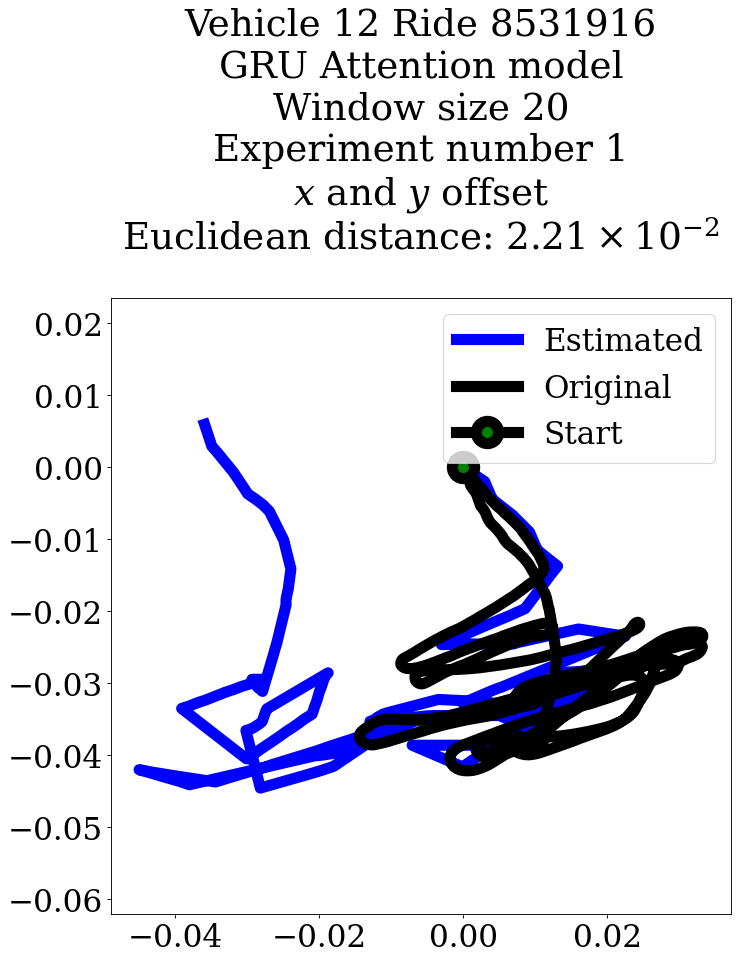 Vehicle 12 Ride 8531916
GRU Attention model
Window size 20
Experiment number 1
x and y offset
Euclidean distance: 2.21 × 10⁻²
Estimated
Original
Start
0.02
0.01
0.00
−0.01
−0.02
−0.03
−0.04
−0.05
−0.06
−0.04
−0.02
0.00
0.02